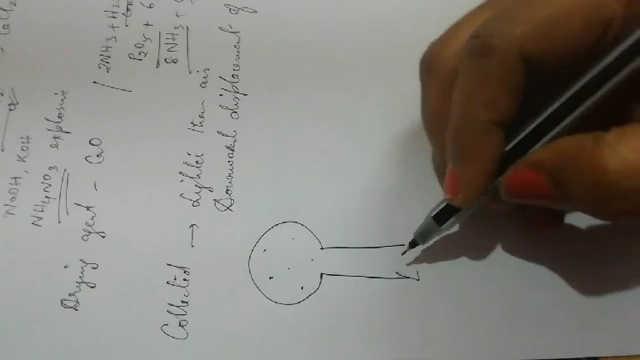 NaOH, KOH
NH4NO3 explosive
Drying agent - CaO
2NH3 + H2
P2O5 + 6
8NH3 +
Collected → Lighter than air
Downward displacement of